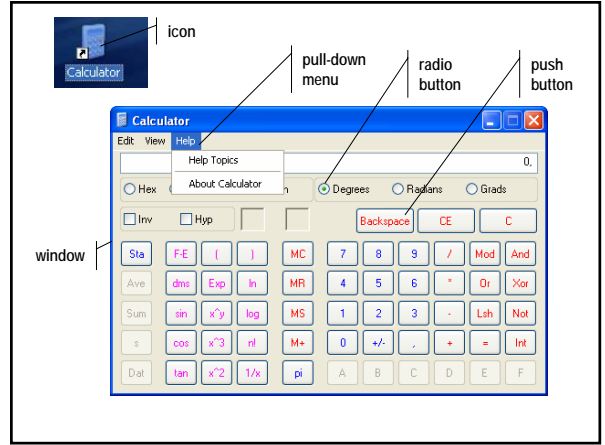 icon
Calculator
pull-down
menu
radio
button
push
button
window
Calculator
Edit View Help
Help Topics
About Calculator
0,
Hex n Degrees Radians Grads
Inv Hyp Backspace CE C
Sta F-E ( ) MC 7 8 9 / Mod And
Ave dms Exp ln MR 4 5 6 * Or Xor
Sum sin x^y log MS 1 2 3 - Lsh Not
s cos x^3 n! M+ 0 +/- , + = Int
Dat tan x^2 1/x pi A B C D E F